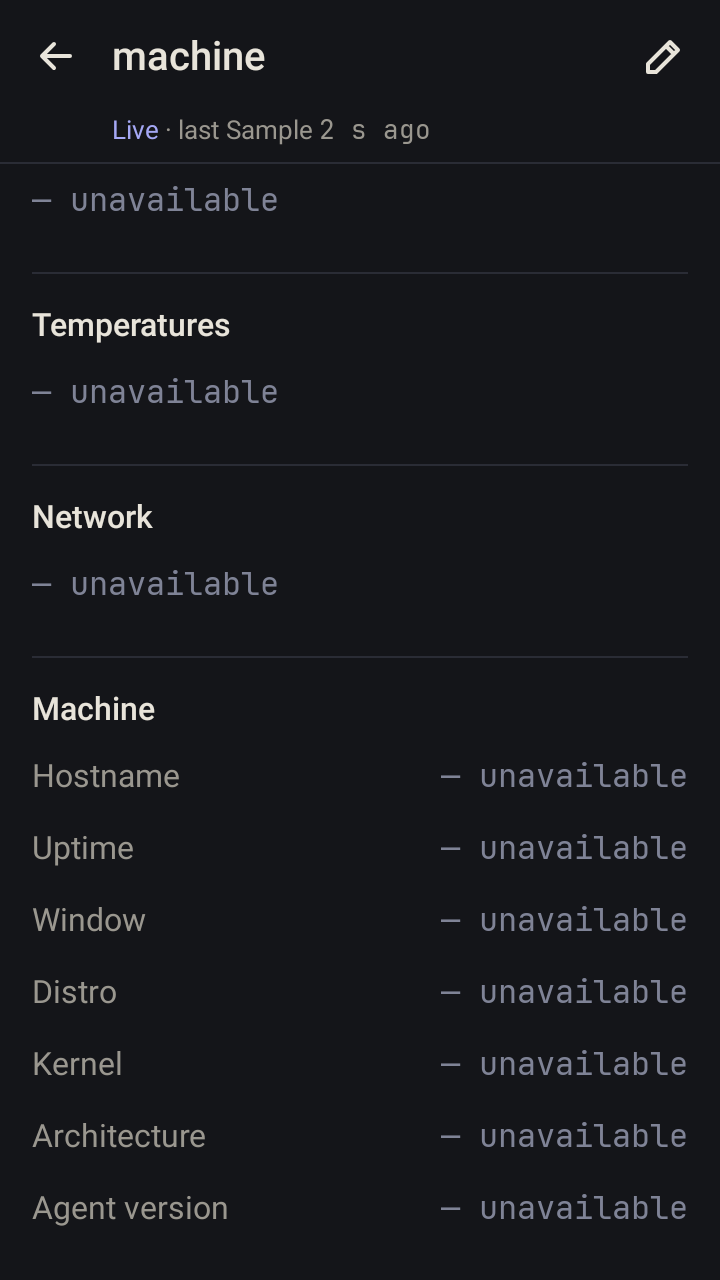 machine
Live · last Sample 2 s ago
— unavailable
Temperatures
— unavailable
Network
— unavailable
Machine
Hostname — unavailable
Uptime — unavailable
Window — unavailable
Distro — unavailable
Kernel — unavailable
Architecture — unavailable
Agent version — unavailable